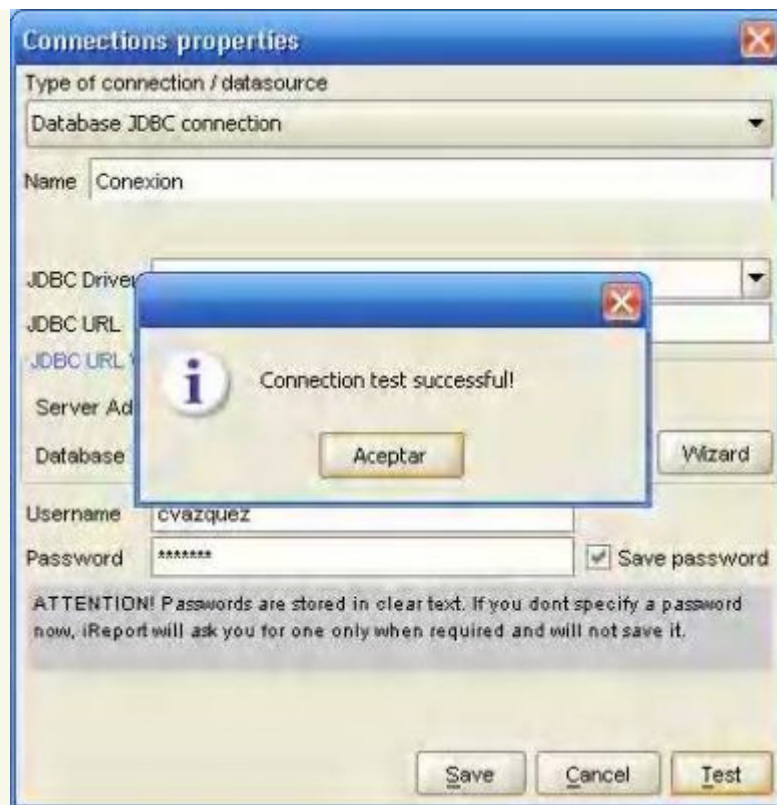 Connections properties
Type of connection / datasource
Database JDBC connection
Name Conexion
JDBC Driver
JDBC URL
JDBC URL
Server Ad
Connection test successful!
Database
Aceptar
Wizard
Username cvazquez
Password ******* Save password
ATTENTION! Passwords are stored in clear text. If you dont specify a password
now, iReport will ask you for one only when required and will not save it.
Save Cancel Test